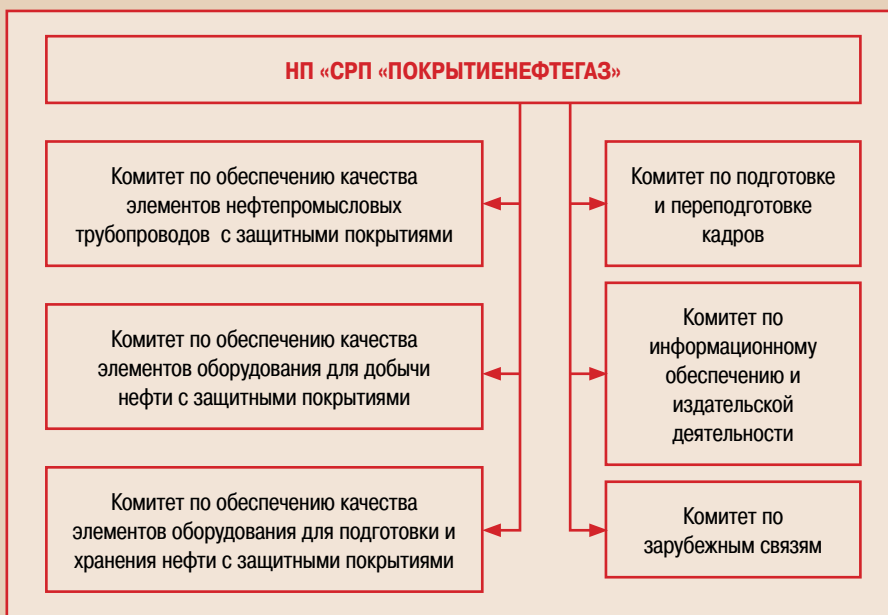 НП «СРП «ПОКРЫТИЕНЕФТЕГАЗ»
Комитет по обеспечению качества
элементов нефтепромысловых
трубопроводов с защитными покрытиями
Комитет по подготовке
и переподготовке
кадров
Комитет по обеспечению качества
элементов оборудования для добычи
нефти с защитными покрытиями
Комитет по
информационному
обеспечению и
издательской
деятельности
Комитет по обеспечению качества
элементов оборудования для подготовки и
хранения нефти с защитными покрытиями
Комитет по
зарубежным связям